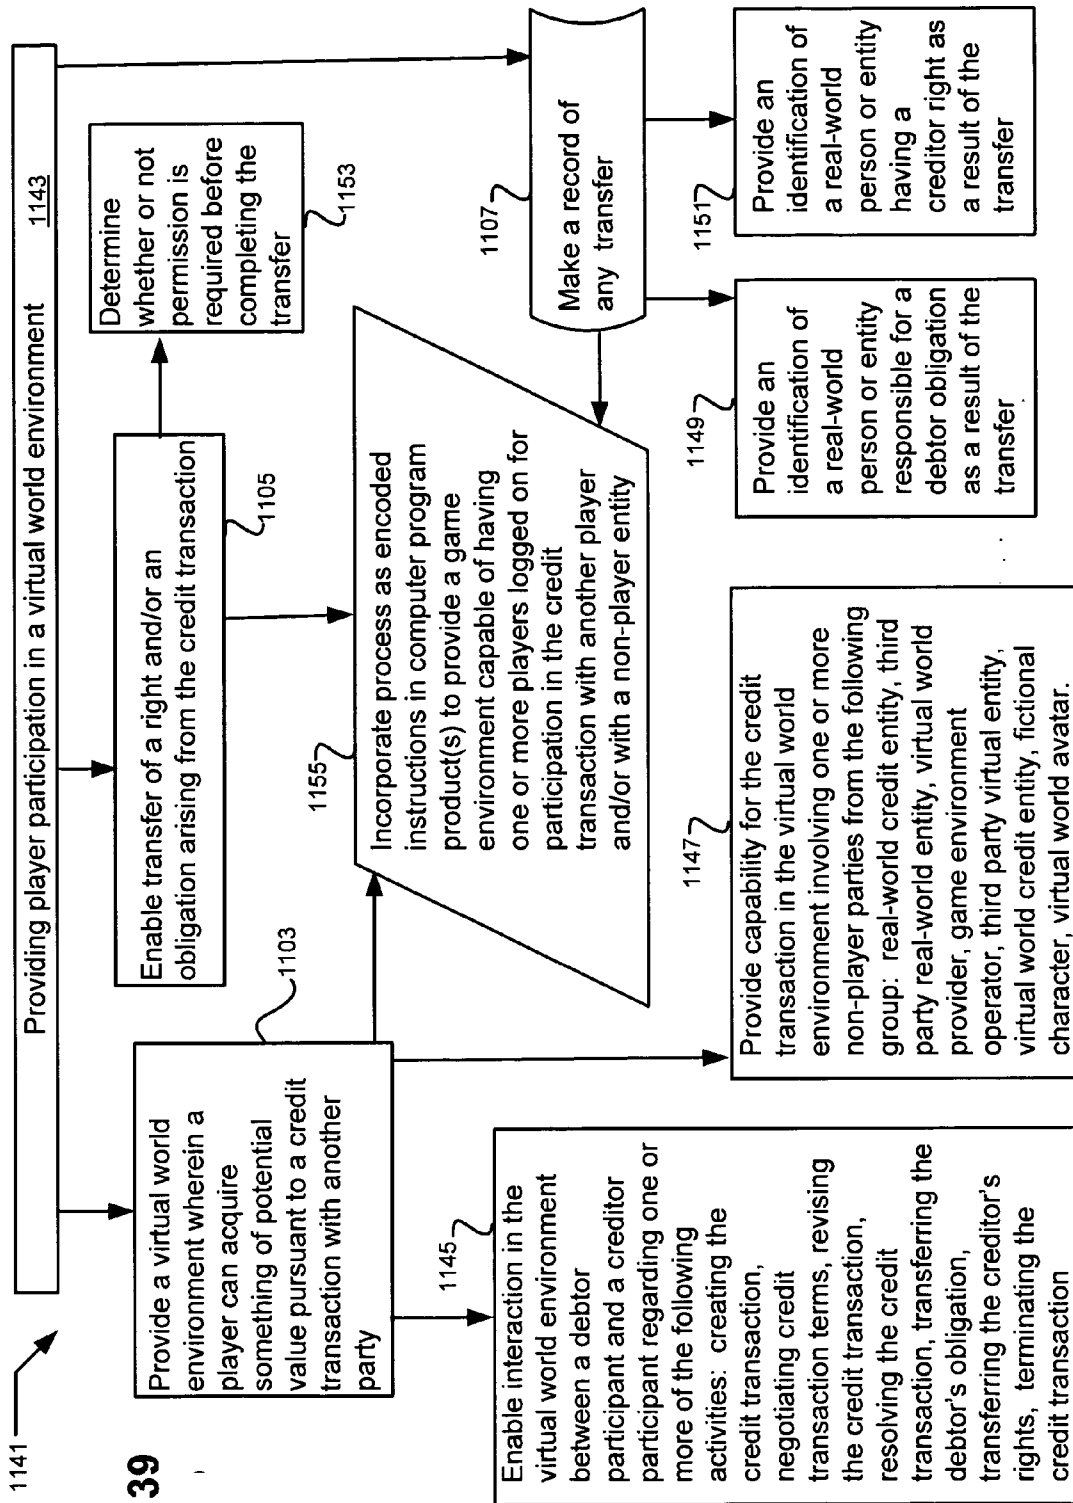 1141
39
Providing player participation in a virtual world environment 1143
Provide a virtual world
environment wherein a
player can acquire
something of potential
value pursuant to a credit
transaction with another
party
1103
Enable transfer of a right and/or an
obligation arising from the credit transaction
1105
Determine
whether or not
permission is
required before
completing the
transfer
1153
Make a record of
any transfer
1107
Incorporate process as encoded
instructions in computer program
product(s) to provide a game
environment capable of having
one or more players logged on for
participation in the credit
transaction with another player
and/or with a non-player entity
1155
Enable interaction in the
virtual world environment
between a debtor
participant and a creditor
participant regarding one or
more of the following
activities: creating the
credit transaction,
negotiating credit
transaction terms, revising
the credit transaction,
resolving the credit
transaction, transferring the
debtor's obligation,
transferring the creditor's
rights, terminating the
credit transaction
1145
Provide capability for the credit
transaction in the virtual world
environment involving one or more
non-player parties from the following
group: real-world credit entity, third
party real-world entity, virtual world
provider, game environment
operator, third party virtual entity,
virtual world credit entity, fictional
character, virtual world avatar.
1147
Provide an
identification of
a real-world
person or entity
responsible for a
debtor obligation
as a result of the
transfer
1149
Provide an
identification of
a real-world
person or entity
having a
creditor right as
a result of the
transfer
1151